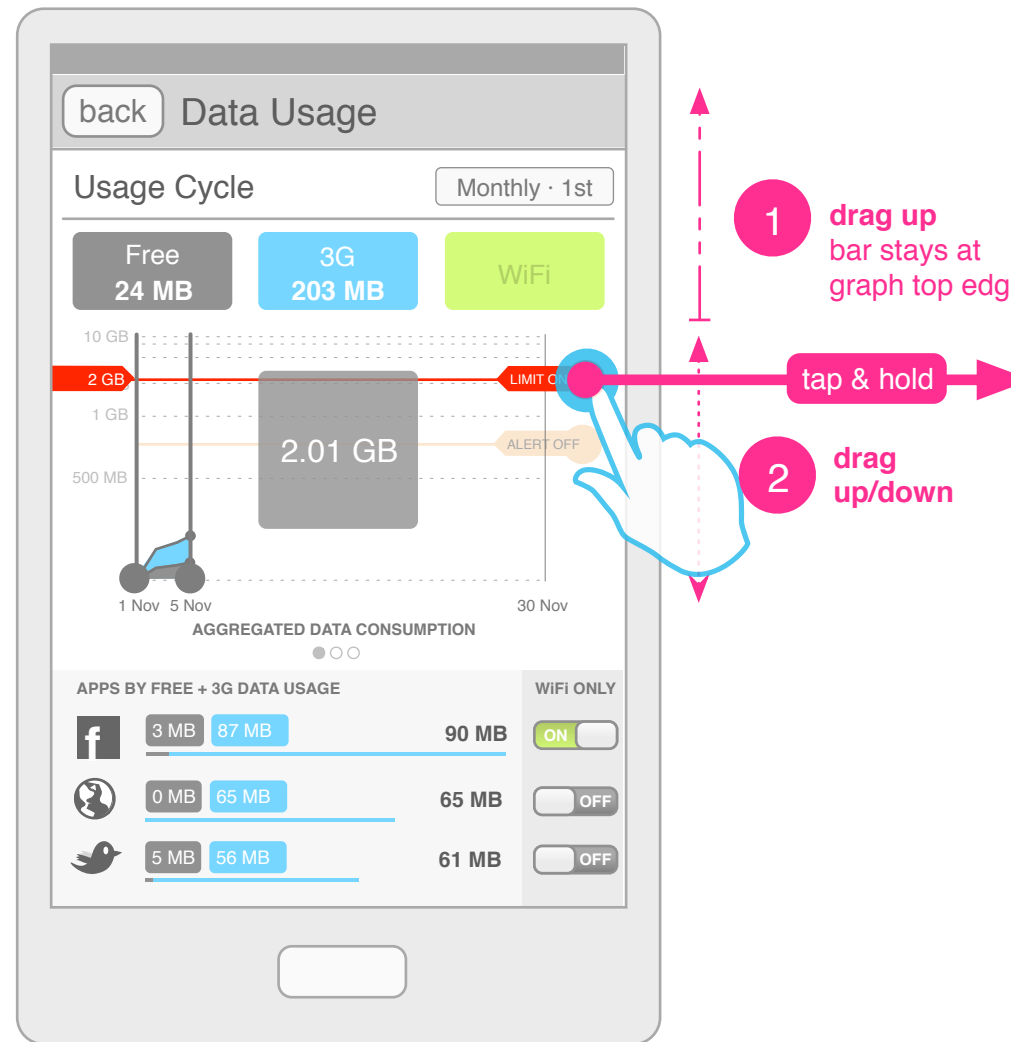 back Data Usage
Usage Cycle
Monthly · 1st
Free
24 MB
3G
203 MB
WiFi
1
drag up
bar stays at
graph top edg
10 GB
2 GB
LIMIT ON
tap & hold
1 GB
2.01 GB
ALERT OFF
500 MB
2
drag
up/down
1 Nov 5 Nov 30 Nov
AGGREGATED DATA CONSUMPTION
APPS BY FREE + 3G DATA USAGE WiFi ONLY
f 3 MB 87 MB 90 MB ON
0 MB 65 MB 65 MB OFF
5 MB 56 MB 61 MB OFF